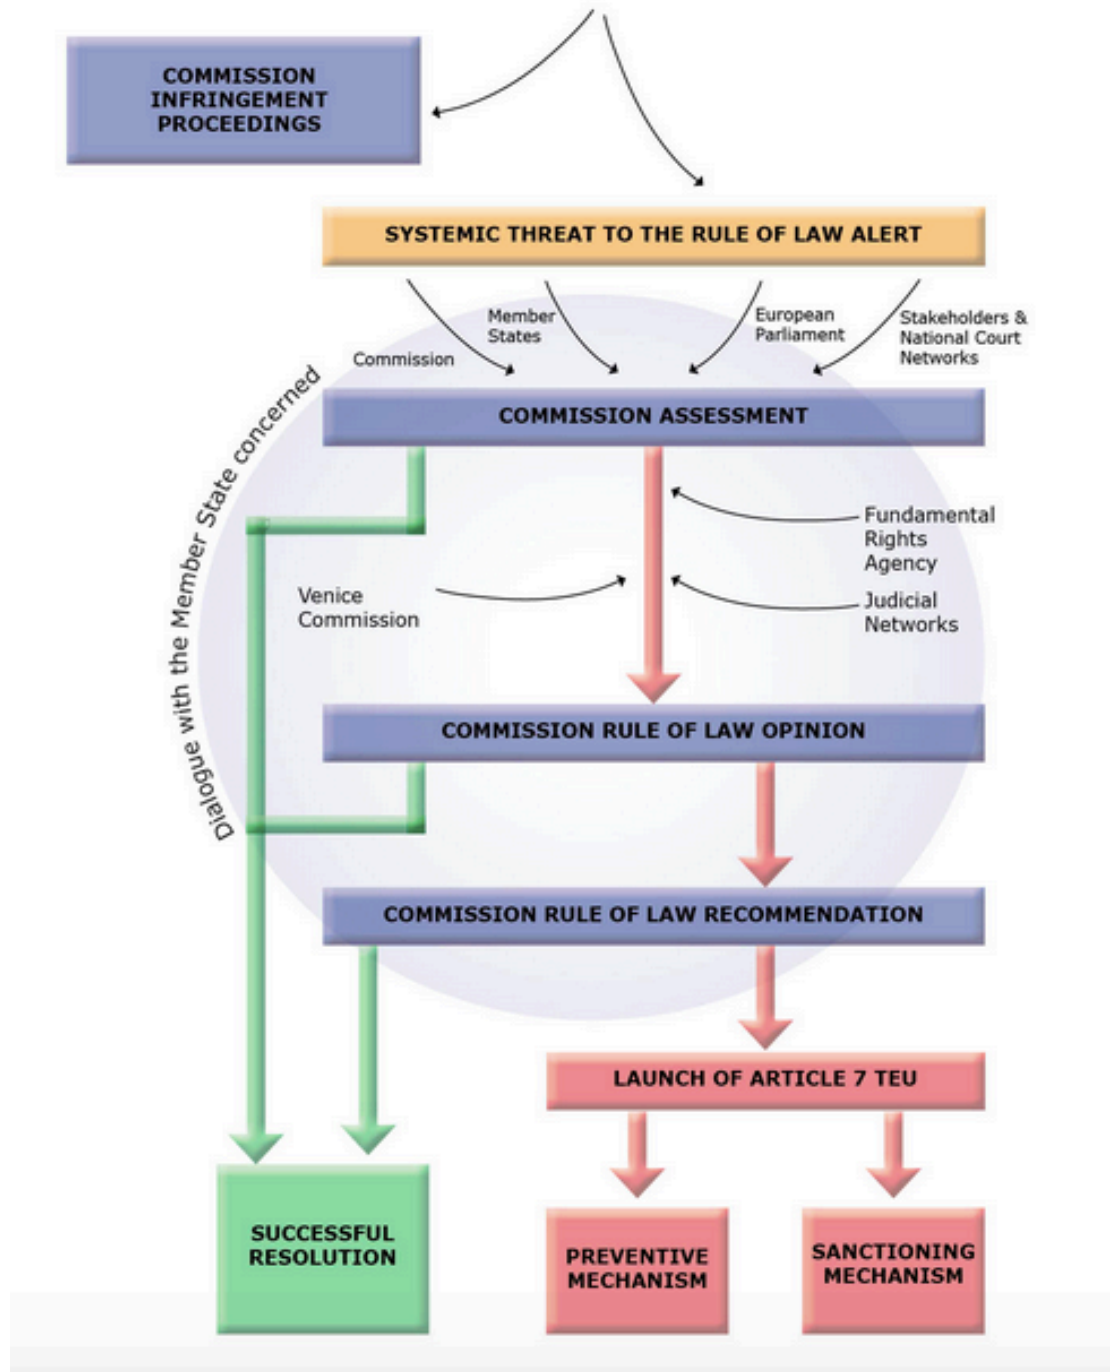 COMMISSION
INFRINGEMENT
PROCEEDINGS
SYSTEMIC THREAT TO THE RULE OF LAW ALERT
Commission
Member
States
European
Parliament
Stakeholders &
National Court
Networks
Dialogue with the Member State concerned
COMMISSION ASSESSMENT
Fundamental
Rights
Agency
Venice
Commission
Judicial
Networks
COMMISSION RULE OF LAW OPINION
COMMISSION RULE OF LAW RECOMMENDATION
LAUNCH OF ARTICLE 7 TEU
SUCCESSFUL
RESOLUTION
PREVENTIVE
MECHANISM
SANCTIONING
MECHANISM